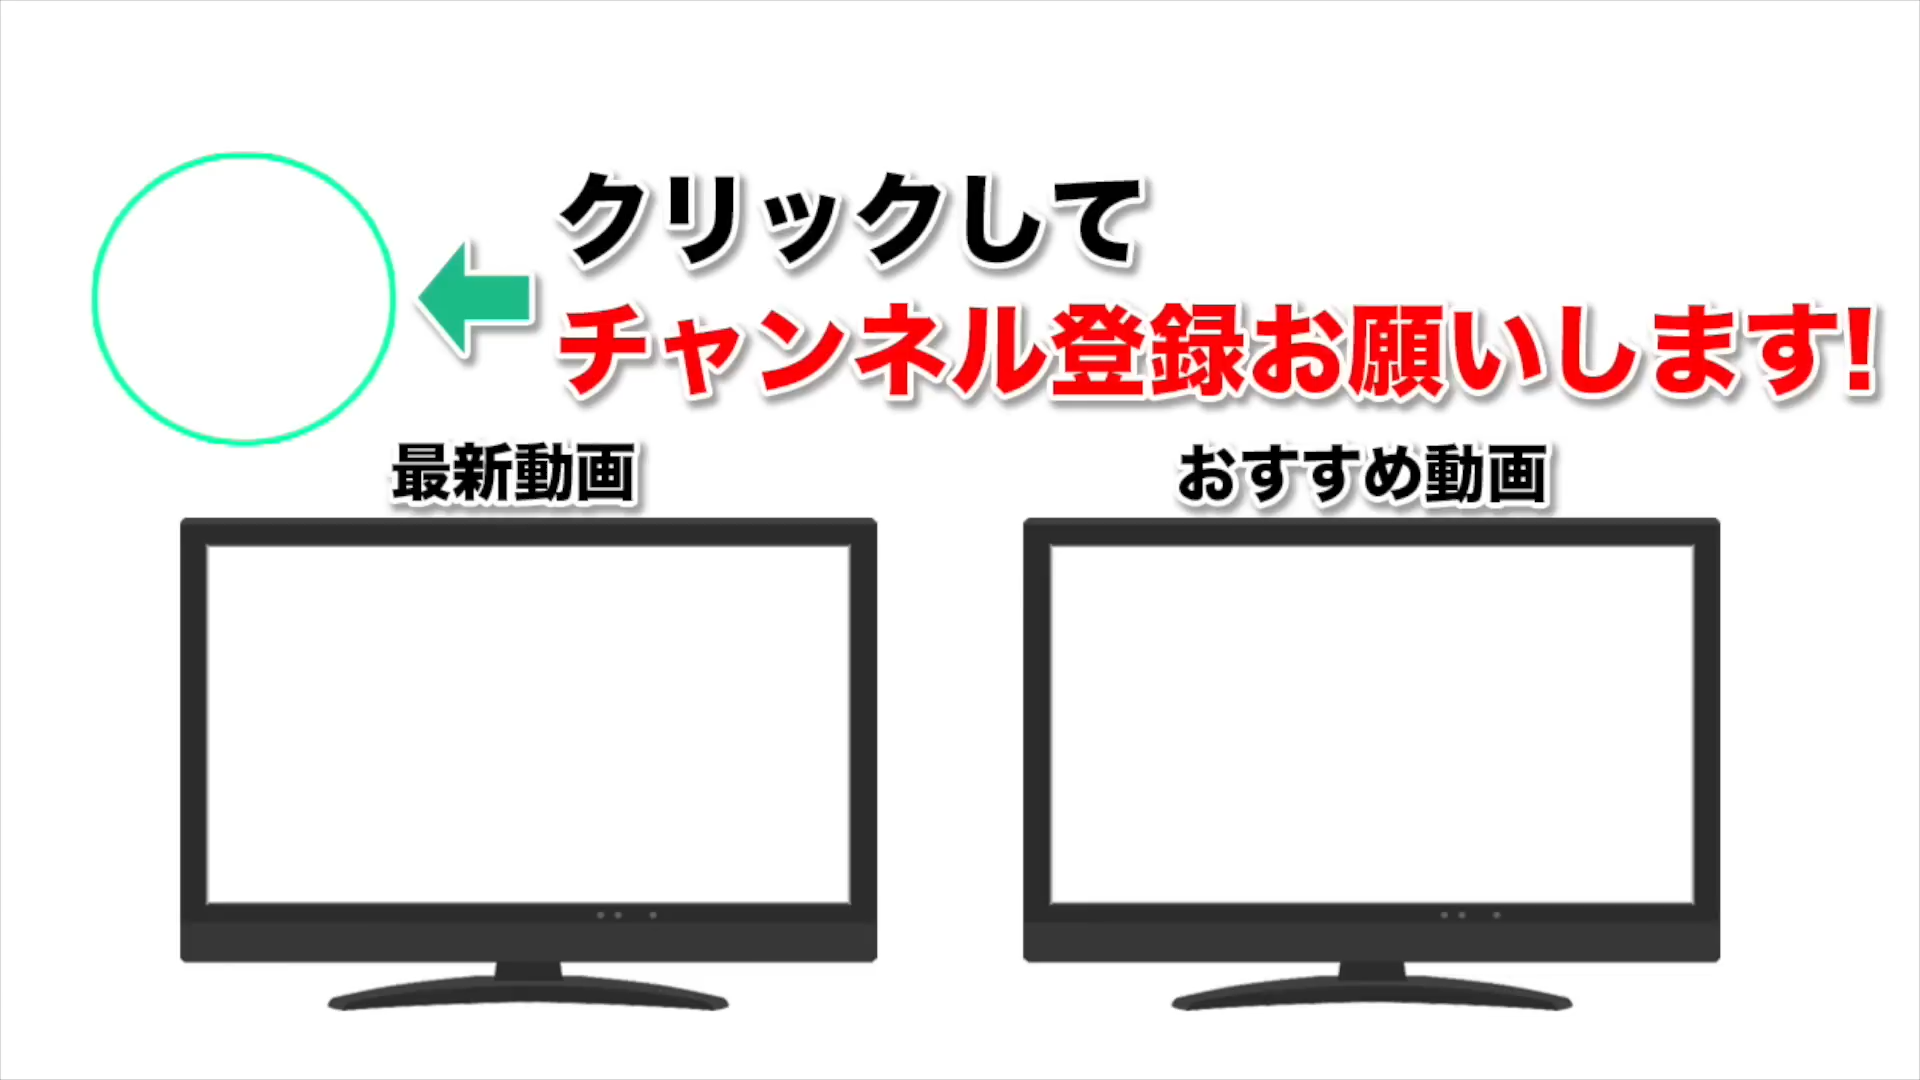 クリックして
チャンネル登録お願いします!
最新動画
おすすめ動画